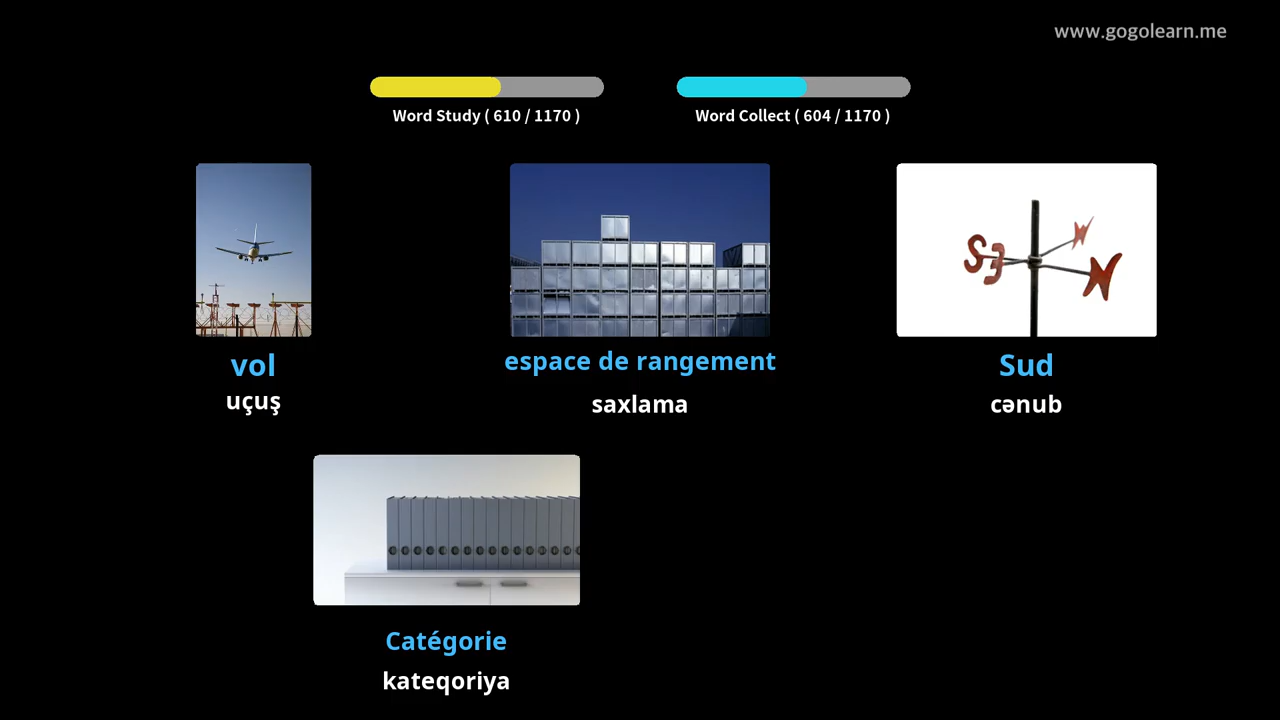 www.gogolearn.me
Word Study ( 610 / 1170 )
Word Collect ( 604 / 1170 )
S
E
W
N
vol
uçuş
espace de rangement
saxlama
Sud
cənub
Catégorie
kateqoriya